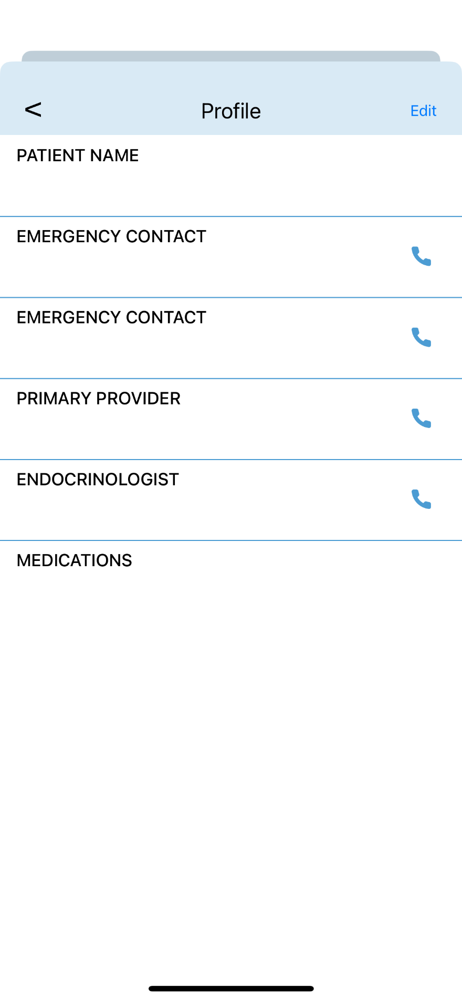 < Profile Edit
PATIENT NAME
EMERGENCY CONTACT
EMERGENCY CONTACT
PRIMARY PROVIDER
ENDOCRINOLOGIST
MEDICATIONS